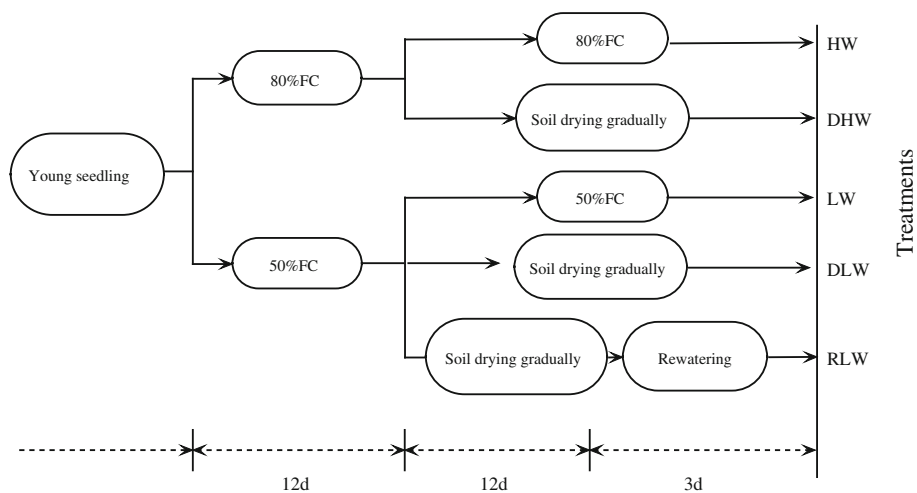 80%FC
HW
80%FC
Soil drying gradually
DHW
Young seedling
50%FC
LW
50%FC
Soil drying gradually
DLW
Soil drying gradually
Rewatering
RLW
Treatments
12d
12d
3d